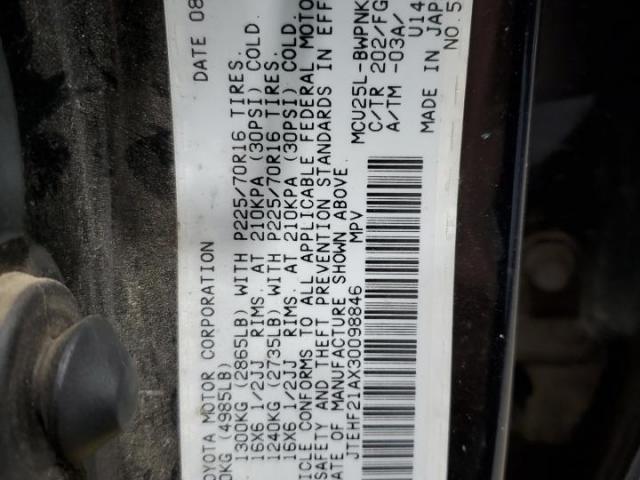 DATE 08
OYOTA MOTOR CORPORATION
0KG (4985LB)
1300KG (2865LB) WITH P225/70R16 TIRES.
16X6 1/2JJ RIMS. AT 210KPA (30PSI) COLD.
1240KG (2735LB) WITH P225/70R16 TIRES.
16X6 1/2JJ RIMS. AT 210KPA (30PSI) COLD.
ICLE CONFORMS TO ALL APPLICABLE FEDERAL MOTOR
SAFETY AND THEFT PREVENTION STANDARDS IN EFF
ATE OF MANUFACTURE SHOWN ABOVE.
JTEHF21AX30098846 MPV
MCU25L-BWPNK
C/TR 202/FG
A/TM -03A/
U14
MADE IN JAP
NO.5